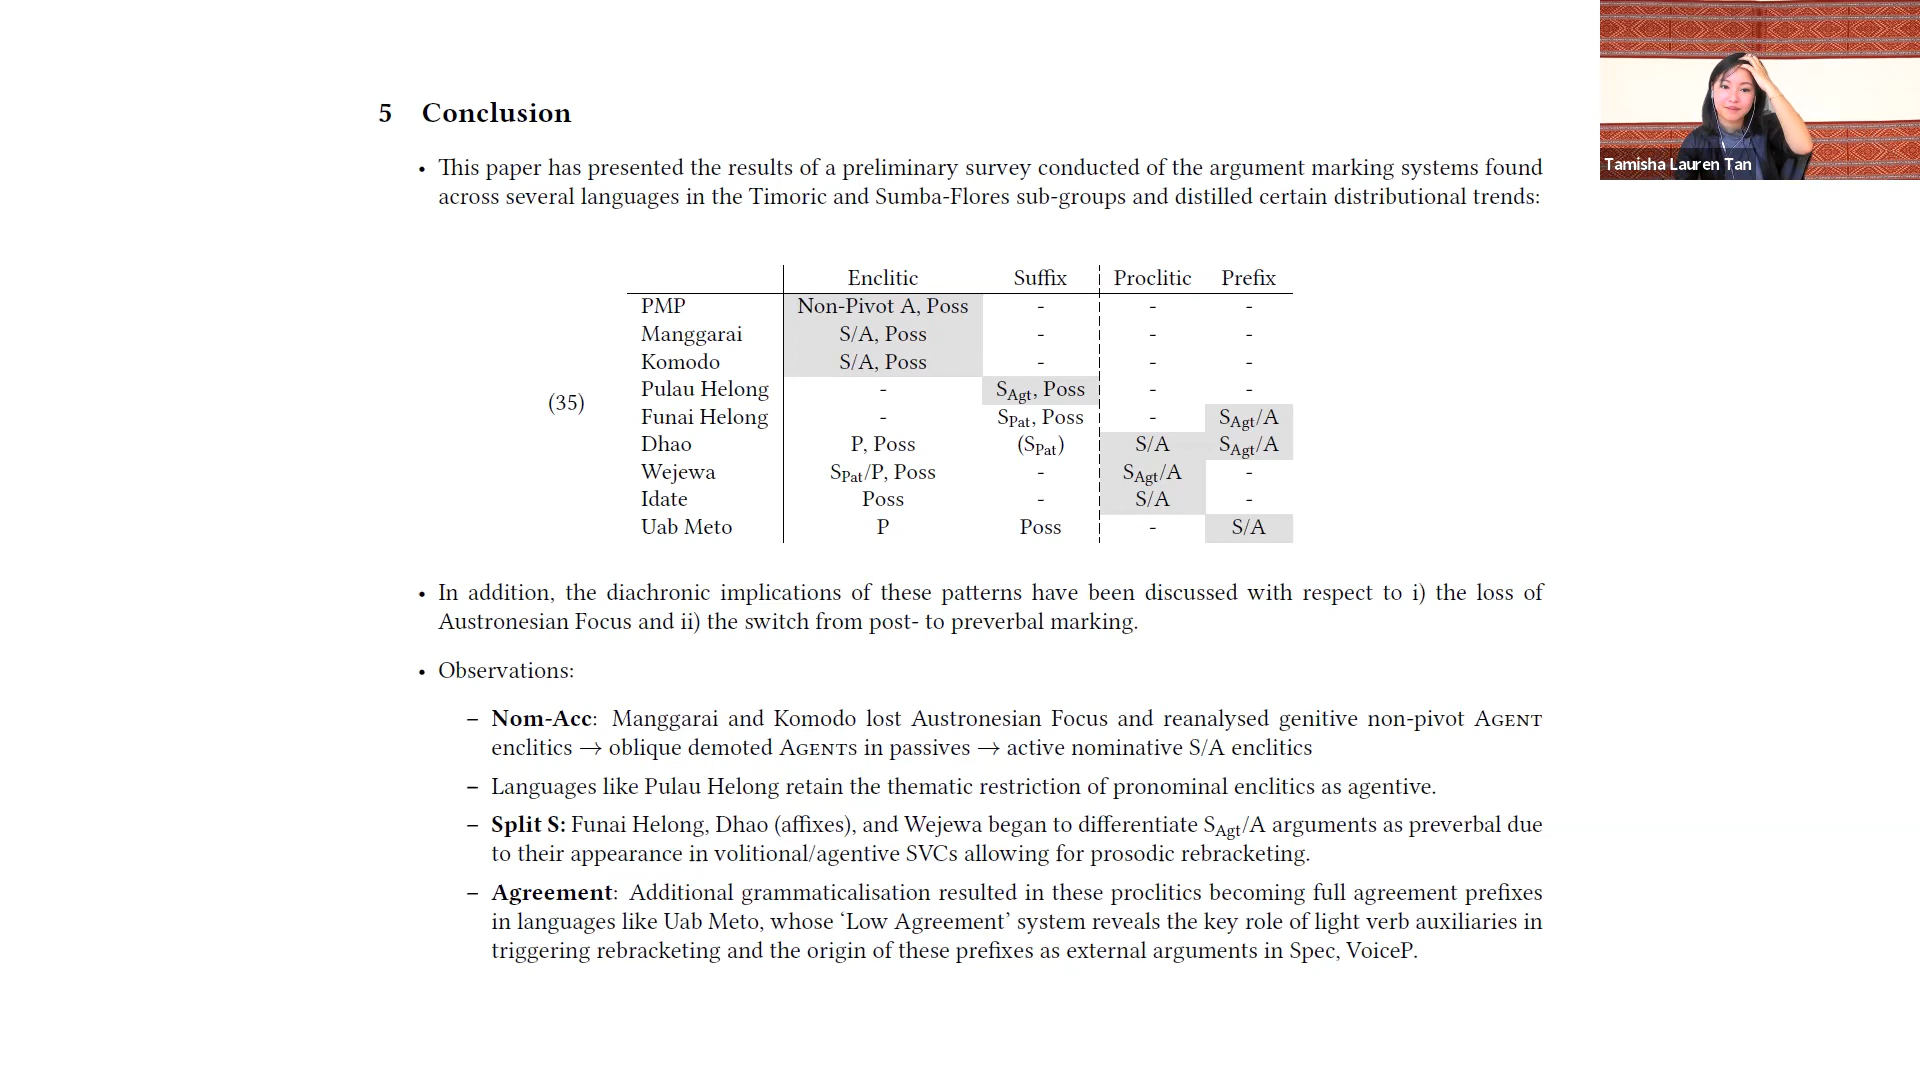 5 Conclusion
• This paper has presented the results of a preliminary survey conducted of the argument marking systems found
across several languages in the Timoric and Sumba-Flores sub-groups and distilled certain distributional trends:
Enclitic Suffix Proclitic Prefix
PMP Non-Pivot A, Poss - - -
Manggarai S/A, Poss - - -
Komodo S/A, Poss - - -
Pulau Helong - SAgt, Poss - -
(35)
Funai Helong - SPat, Poss - SAgt/A
Dhao P, Poss (SPat) S/A SAgt/A
Wejewa SPat/P, Poss - SAgt/A -
Idate Poss - S/A -
Uab Meto P Poss - S/A
• In addition, the diachronic implications of these patterns have been discussed with respect to i) the loss of
Austronesian Focus and ii) the switch from post- to preverbal marking.
• Observations:
– Nom-Acc: Manggarai and Komodo lost Austronesian Focus and reanalysed genitive non-pivot AGENT
enclitics → oblique demoted AGENTS in passives → active nominative S/A enclitics
– Languages like Pulau Helong retain the thematic restriction of pronominal enclitics as agentive.
– Split S: Funai Helong, Dhao (affixes), and Wejewa began to differentiate SAgt/A arguments as preverbal due
to their appearance in volitional/agentive SVCs allowing for prosodic rebracketing.
– Agreement: Additional grammaticalisation resulted in these proclitics becoming full agreement prefixes
in languages like Uab Meto, whose ‘Low Agreement’ system reveals the key role of light verb auxiliaries in
triggering rebracketing and the origin of these prefixes as external arguments in Spec, VoiceP.
Tamisha Lauren Tan